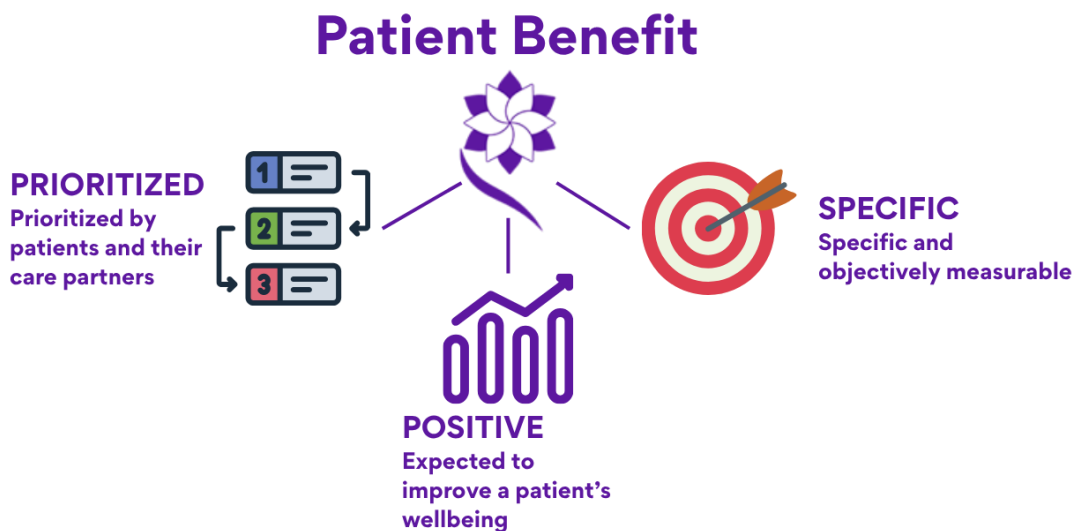 Patient Benefit
PRIORITIZED
Prioritized by
patients and their
care partners
1
2
3
SPECIFIC
Specific and
objectively measurable
POSITIVE
Expected to
improve a patient's
wellbeing